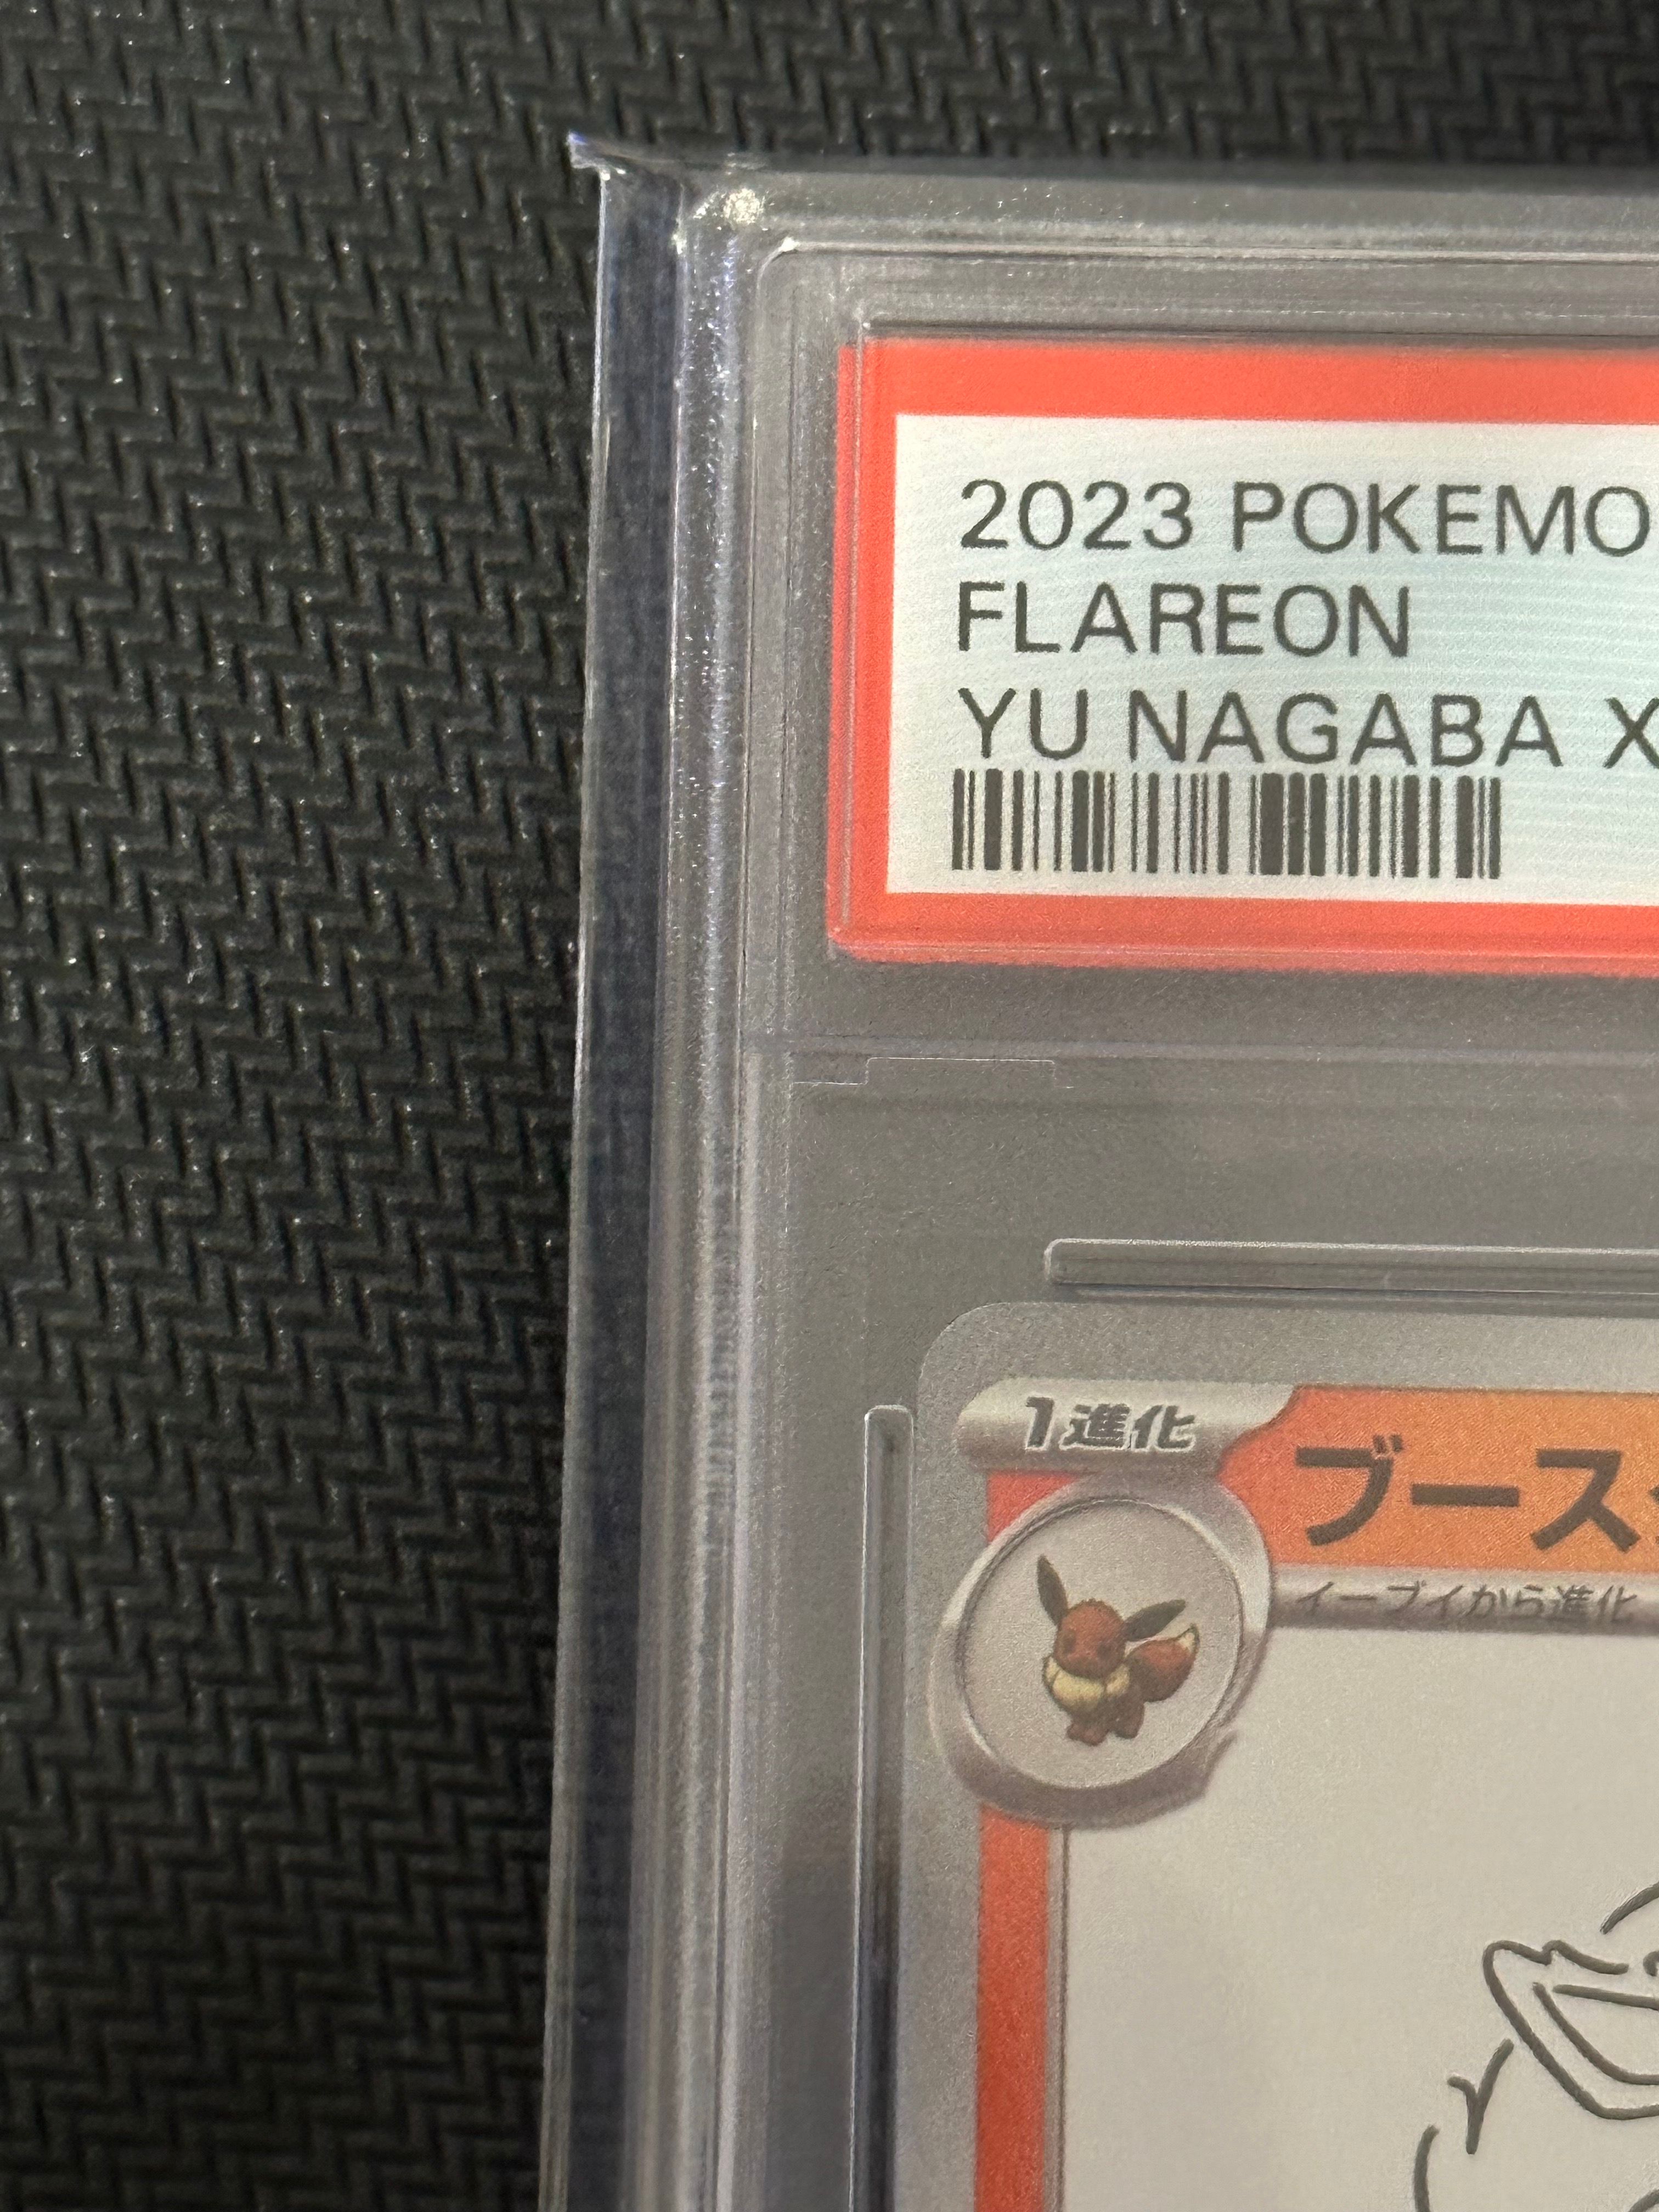 2023 POKEMO
FLAREON
YU NAGABA X
1進化
ブース
イーブイから進化